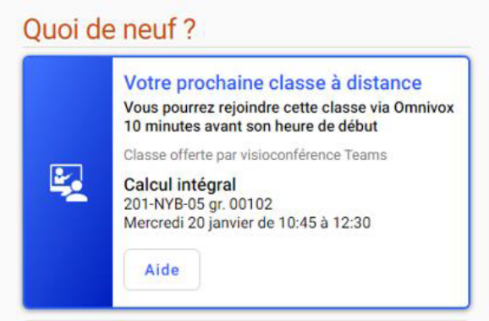 Quoi de neuf ?
Votre prochaine classe à distance
Vous pourrez rejoindre cette classe via Omnivox
10 minutes avant son heure de début
Classe offerte par visioconférence Teams
Calcul intégral
201-NYB-05 gr. 00102
Mercredi 20 janvier de 10:45 à 12:30
Aide